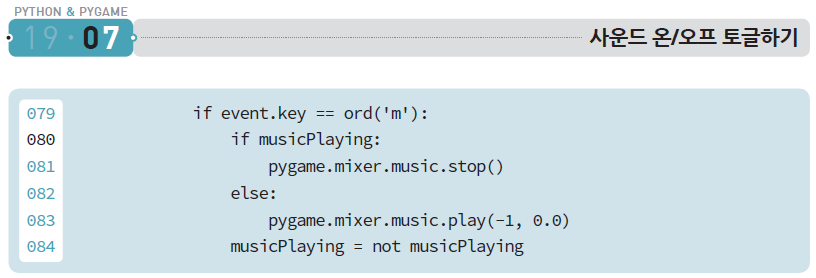 PYTHON & PYGAME
19·07 사운드 온/오프 토글하기
079 if event.key == ord('m'):
080 if musicPlaying:
081 pygame.mixer.music.stop()
082 else:
083 pygame.mixer.music.play(-1, 0.0)
084 musicPlaying = not musicPlaying